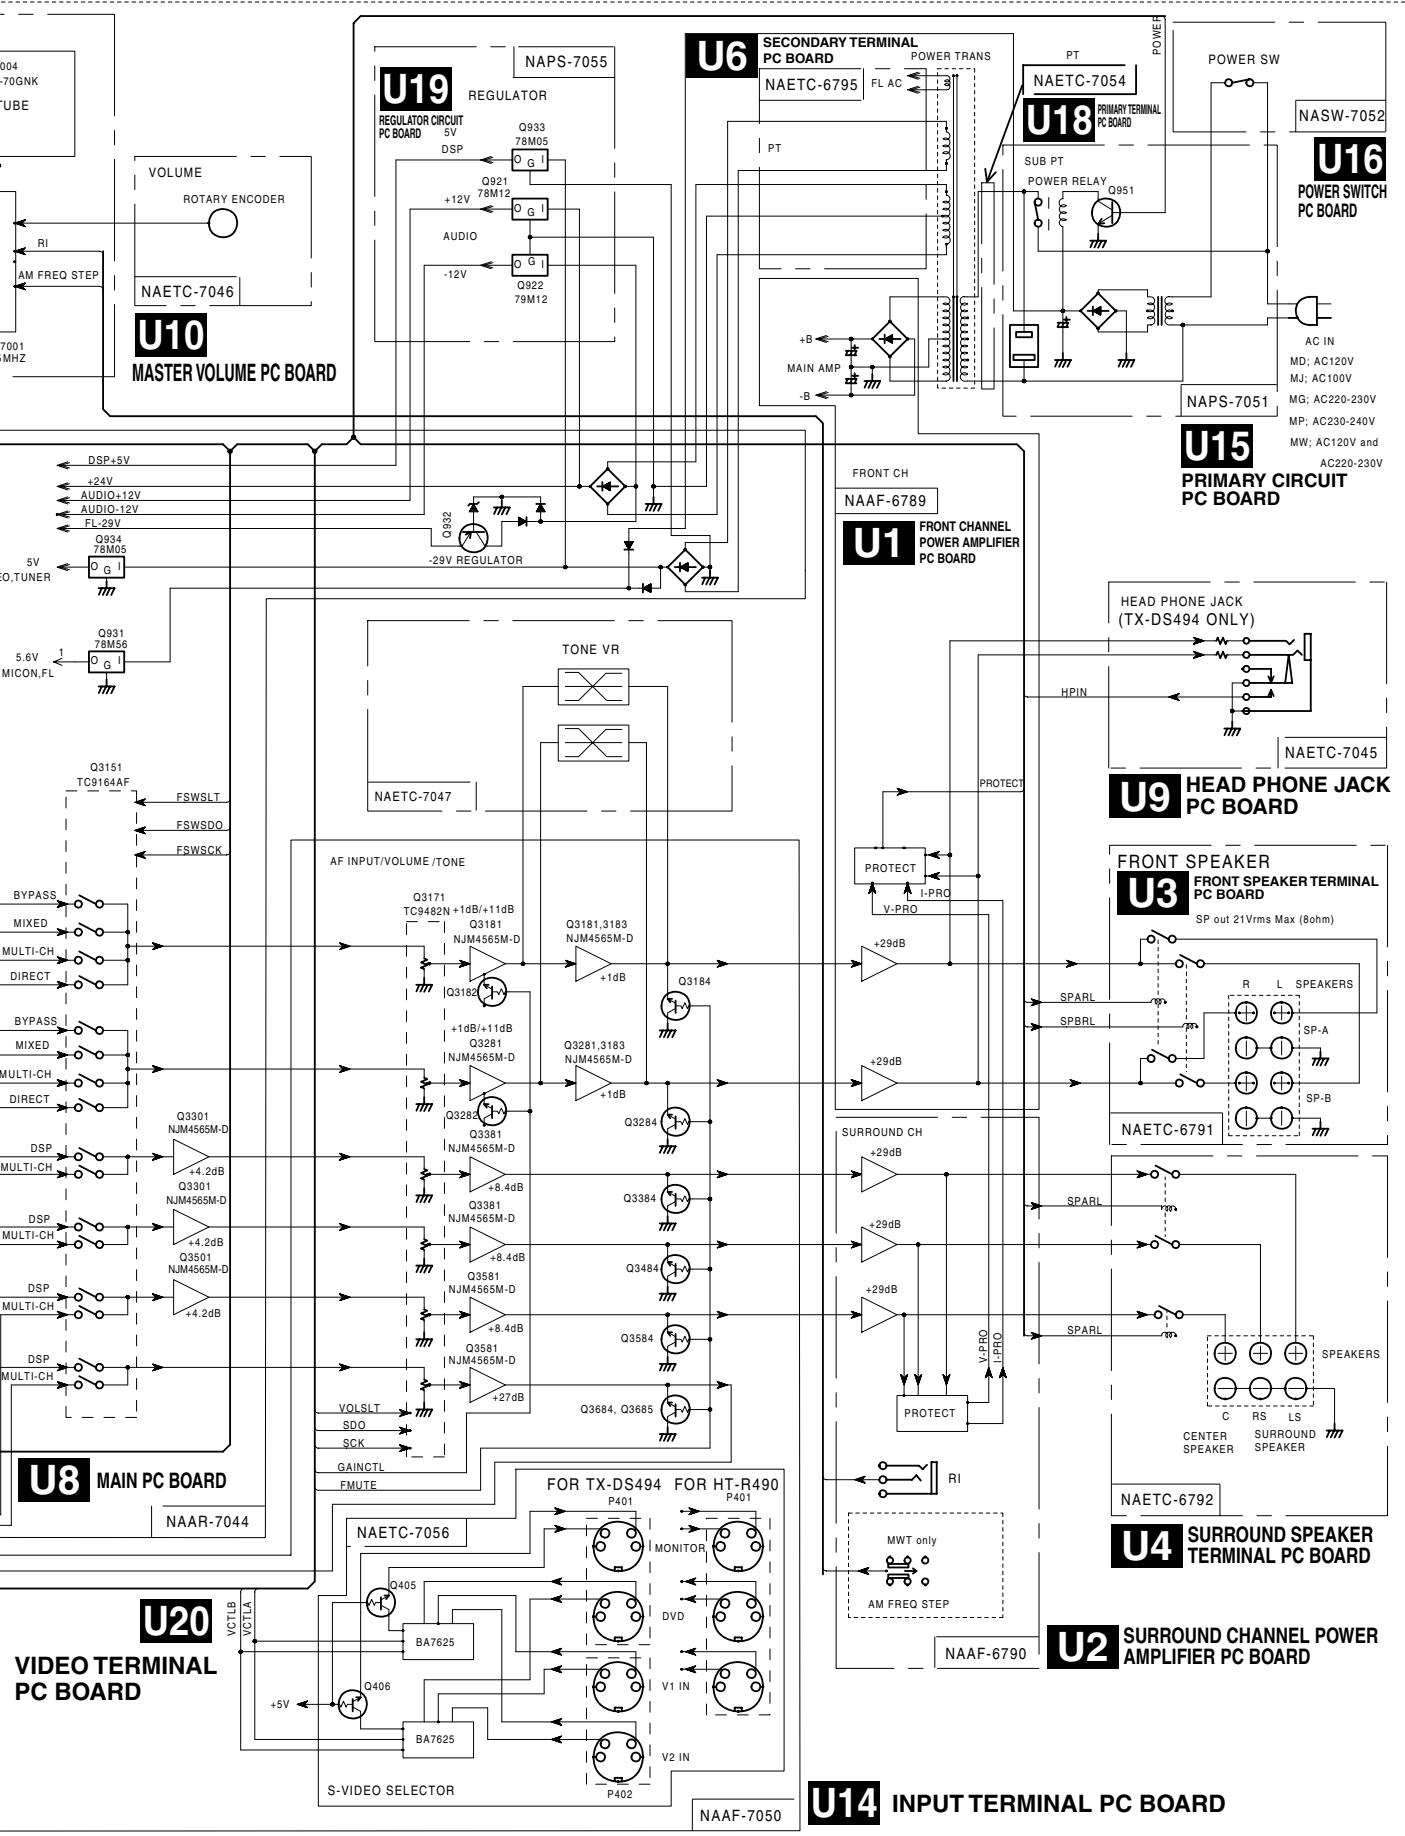 004
-70GNK
TUBE
VOLUME
ROTARY ENCODER
RI
AM FREQ STEP
NAETC-7046
U10
MASTER VOLUME PC BOARD
7001
MHZ
NAPS-7055
U19
REGULATOR
REGULATOR CIRCUIT
PC BOARD
5V
DSP
Q933
78M05
O G I
Q921
78M12
+12V
O G I
AUDIO
-12V
O G I
Q922
79M12
U6
SECONDARY TERMINAL
PC BOARD
NAETC-6795
FL AC
POWER TRANS
PT
PT
NAETC-7054
U18
PRIMARY TERMINAL
PC BOARD
POWER
POWER SW
NASW-7052
U16
POWER SWITCH
PC BOARD
SUB PT
POWER RELAY
Q951
+B
MAIN AMP
-B
AC IN
MD; AC120V
MJ; AC100V
MG; AC220-230V
MP; AC230-240V
MW; AC120V and
AC220-230V
NAPS-7051
U15
PRIMARY CIRCUIT
PC BOARD
DSP+5V
+24V
AUDIO+12V
AUDIO-12V
FL-29V
Q934
78M05
5V
EO,TUNER
O G I
Q932
-29V REGULATOR
Q931
78M56
5.6V
1
MICON,FL
O G I
FRONT CH
NAAF-6789
U1
FRONT CHANNEL
POWER AMPLIFIER
PC BOARD
HEAD PHONE JACK
(TX-DS494 ONLY)
HPIN
NAETC-7045
U9
HEAD PHONE JACK
PC BOARD
TONE VR
NAETC-7047
Q3151
TC9164AF
FSWSLT
FSWSDO
FSWSCK
AF INPUT/VOLUME/TONE
PROTECT
PROTECT
I-PRO
V-PRO
BYPASS
MIXED
MULTI-CH
DIRECT
BYPASS
MIXED
MULTI-CH
DIRECT
DSP
MULTI-CH
DSP
MULTI-CH
DSP
MULTI-CH
DSP
MULTI-CH
Q3301
NJM4565M-D
+4.2dB
Q3301
NJM4565M-D
+4.2dB
Q3501
NJM4565M-D
+4.2dB
Q3171
TC9482N
+1dB/+11dB
Q3181
NJM4565M-D
Q3182
Q3181,3183
NJM4565M-D
+1dB
Q3184
+1dB/+11dB
Q3281
NJM4565M-D
Q3282
Q3281,3183
NJM4565M-D
+1dB
Q3284
Q3381
NJM4565M-D
+8.4dB
Q3384
Q3381
NJM4565M-D
+8.4dB
Q3484
Q3581
NJM4565M-D
+8.4dB
Q3584
Q3581
NJM4565M-D
+27dB
Q3684, Q3685
VOLSLT
SDO
SCK
GAINCTL
FMUTE
+29dB
+29dB
SURROUND CH
+29dB
+29dB
+29dB
V-PRO
I-PRO
PROTECT
FRONT SPEAKER
U3
FRONT SPEAKER TERMINAL
PC BOARD
SP out 21Vrms Max (8ohm)
SPARL
SPBRL
R L SPEAKERS
SP-A
SP-B
NAETC-6791
SPARL
SPARL
SPEAKERS
C RS LS
CENTER
SPEAKER
SURROUND
SPEAKER
NAETC-6792
U4
SURROUND SPEAKER
TERMINAL PC BOARD
U8
MAIN PC BOARD
NAAR-7044
RI
MWT only
AM FREQ STEP
NAAF-6790
U2
SURROUND CHANNEL POWER
AMPLIFIER PC BOARD
FOR TX-DS494
FOR HT-R490
P401
P401
NAETC-7056
MONITOR
DVD
V1 IN
V2 IN
P402
Q405
BA7625
Q406
+5V
BA7625
S-VIDEO SELECTOR
VCTLB
VCTLA
U20
VIDEO TERMINAL
PC BOARD
NAAF-7050
U14
INPUT TERMINAL PC BOARD